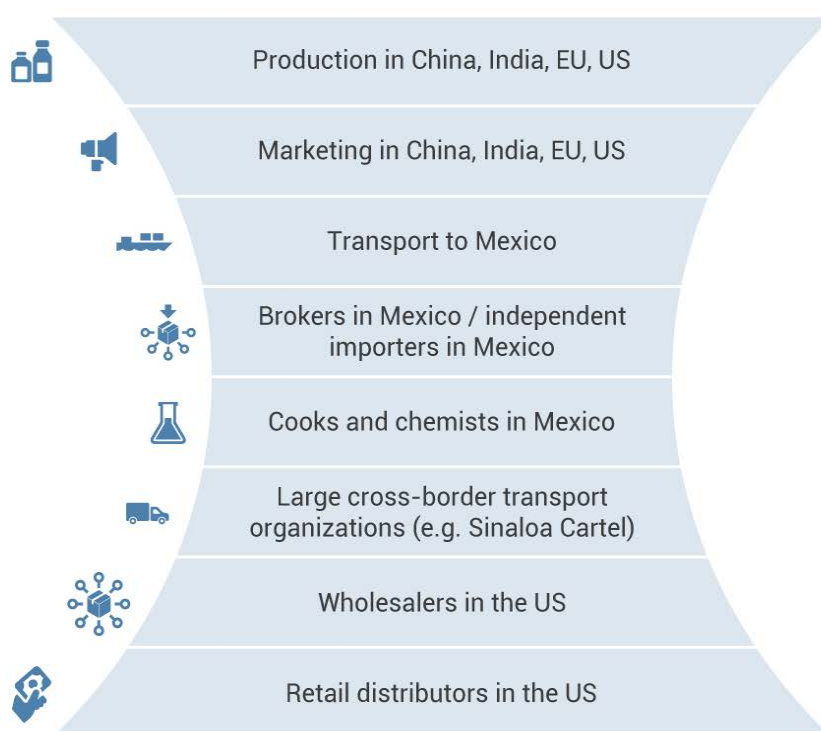 Production in China, India, EU, US
Marketing in China, India, EU, US
Transport to Mexico
Brokers in Mexico / independent
importers in Mexico
Cooks and chemists in Mexico
Large cross-border transport
organizations (e.g. Sinaloa Cartel)
Wholesalers in the US
Retail distributors in the US